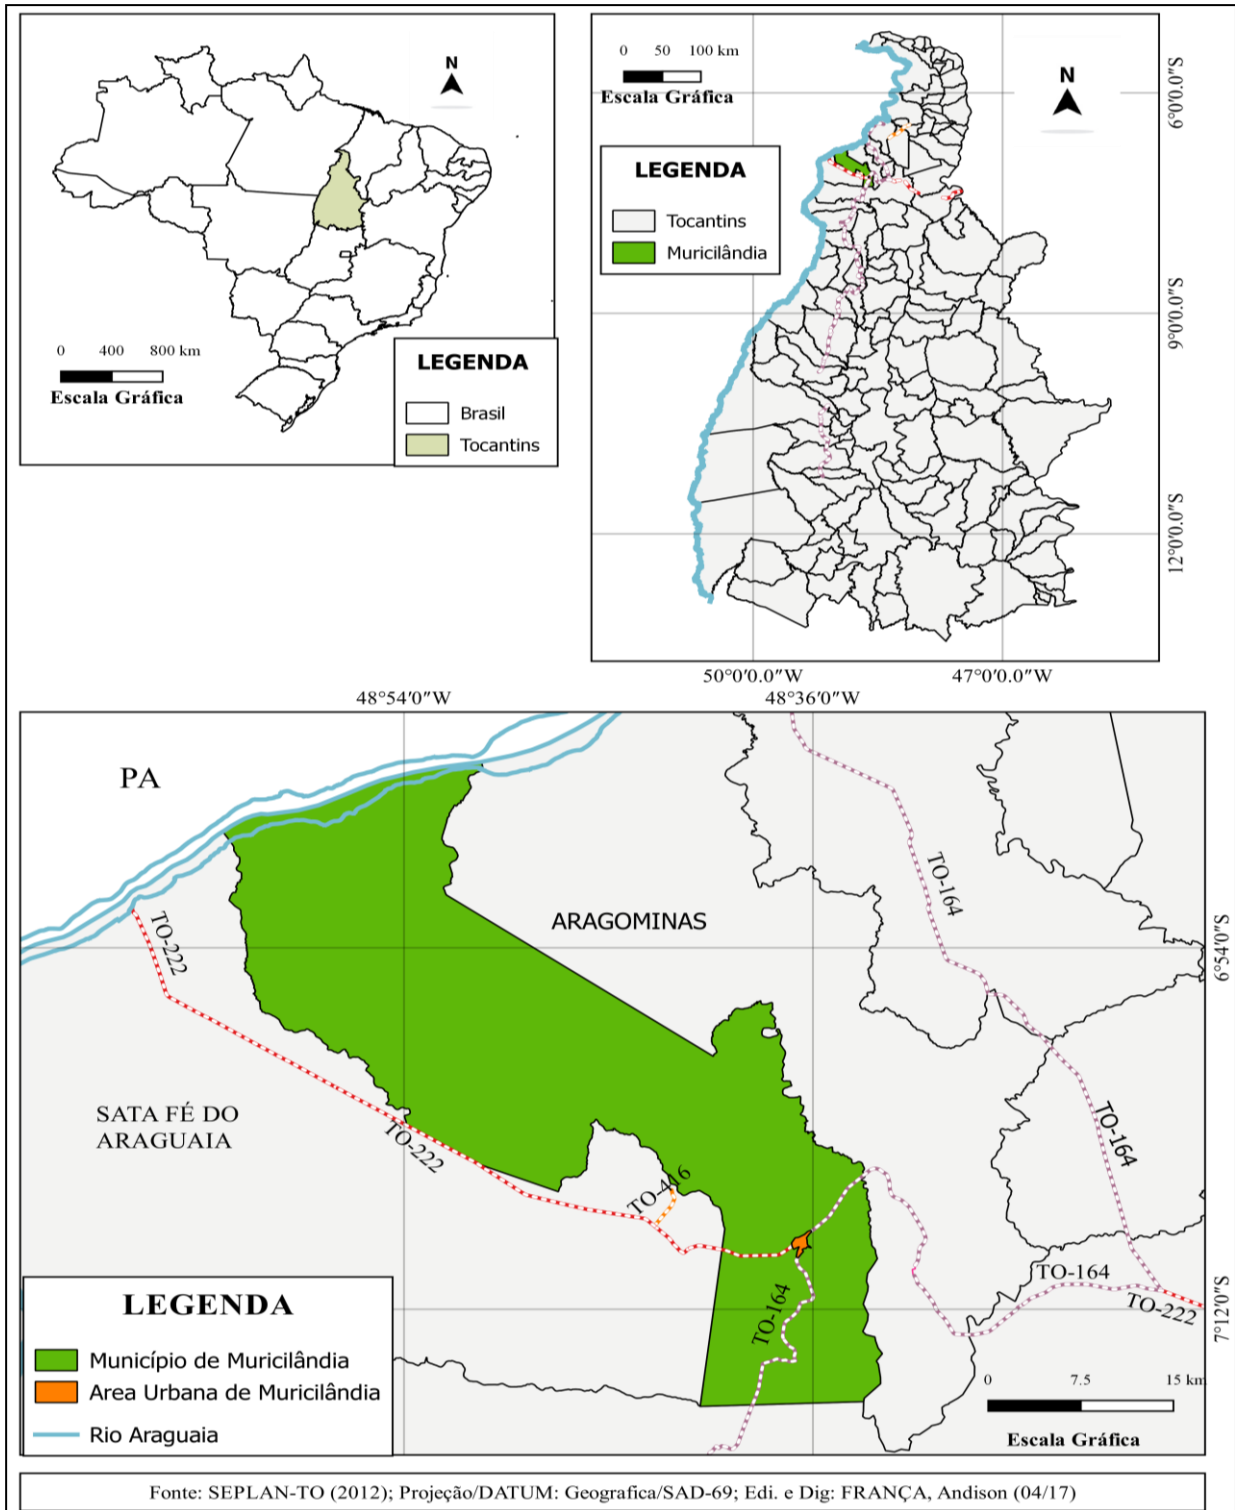 N
0 400 800 km
Escala Gráfica
LEGENDA
Brasil
Tocantins
0 50 100 km
Escala Gráfica
N
LEGENDA
Tocantins
Muricilândia
6°0'0.0"S
9°0'0.0"S
12°0'0.0"S
50°0'0.0"W 47°0'0.0"W
48°54'0"W 48°36'0"W
PA
TO-222
ARAGOMINAS
TO-164
6°54'0"S
SATA FÉ DO
ARAGUAIA
TO-222
TO-416
TO-164
TO-164
TO-164
TO-222
7°12'0"S
LEGENDA
Município de Muricilândia
Area Urbana de Muricilândia
Rio Araguaia
0 7.5 15 km
Escala Gráfica
Fonte: SEPLAN-TO (2012); Projeção/DATUM: Geografica/SAD-69; Edi. e Dig: FRANÇA, Andison (04/17)